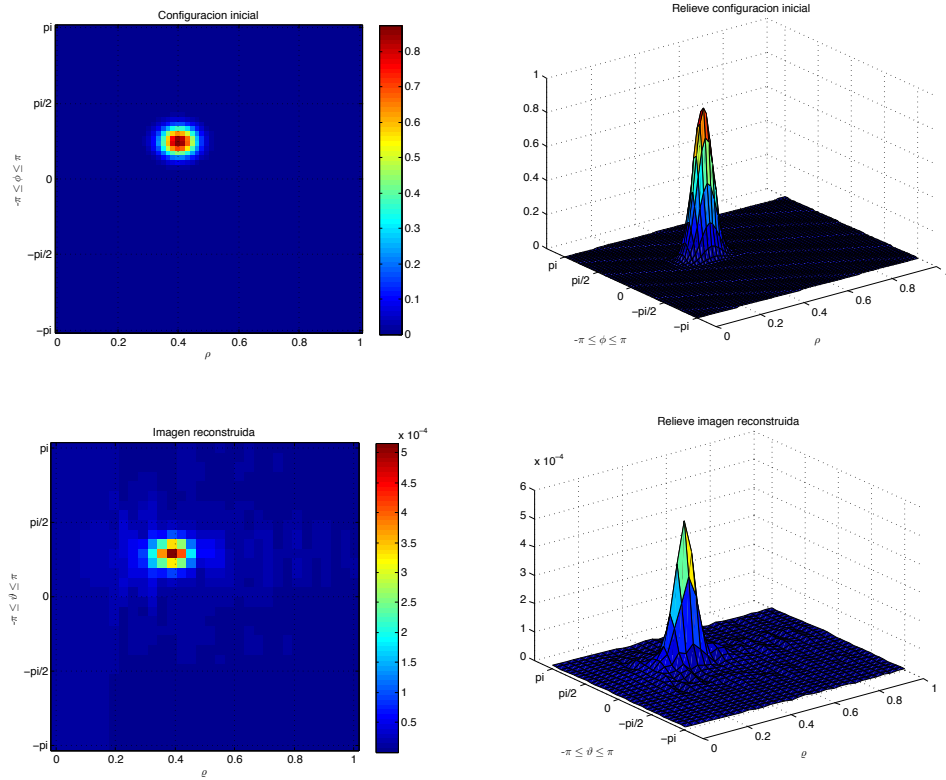 Configuracion inicial
pi
pi/2
0
−pi/2
−pi
-π ≤ ϕ ≤ π
0 0.2 0.4 0.6 0.8 1
ρ
0.8
0.7
0.6
0.5
0.4
0.3
0.2
0.1
0
Relieve configuracion inicial
1
0.8
0.6
0.4
0.2
0
pi
pi/2
0
−pi/2
−pi
-π ≤ ϕ ≤ π
0
0.2
0.4
0.6
0.8
ρ
Imagen reconstruida
pi
pi/2
0
−pi/2
−pi
-π ≤ ϑ ≤ π
0 0.2 0.4 0.6 0.8 1
ϱ
x 10⁻⁴
5
4.5
4
3.5
3
2.5
2
1.5
1
0.5
Relieve imagen reconstruida
x 10⁻⁴
6
5
4
3
2
1
0
pi
pi/2
0
−pi/2
−pi
-π ≤ ϑ ≤ π
0
0.2
0.4
0.6
0.8
1
ϱ